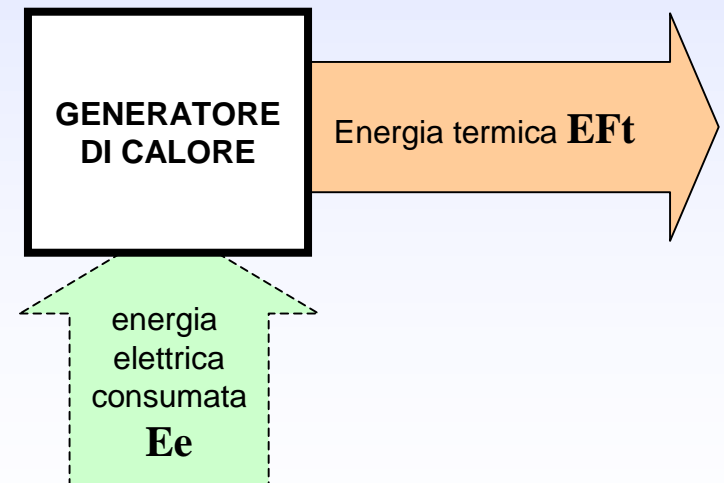 GENERATORE
DI CALORE
Energia termica EFt
energia
elettrica
consumata
Ee